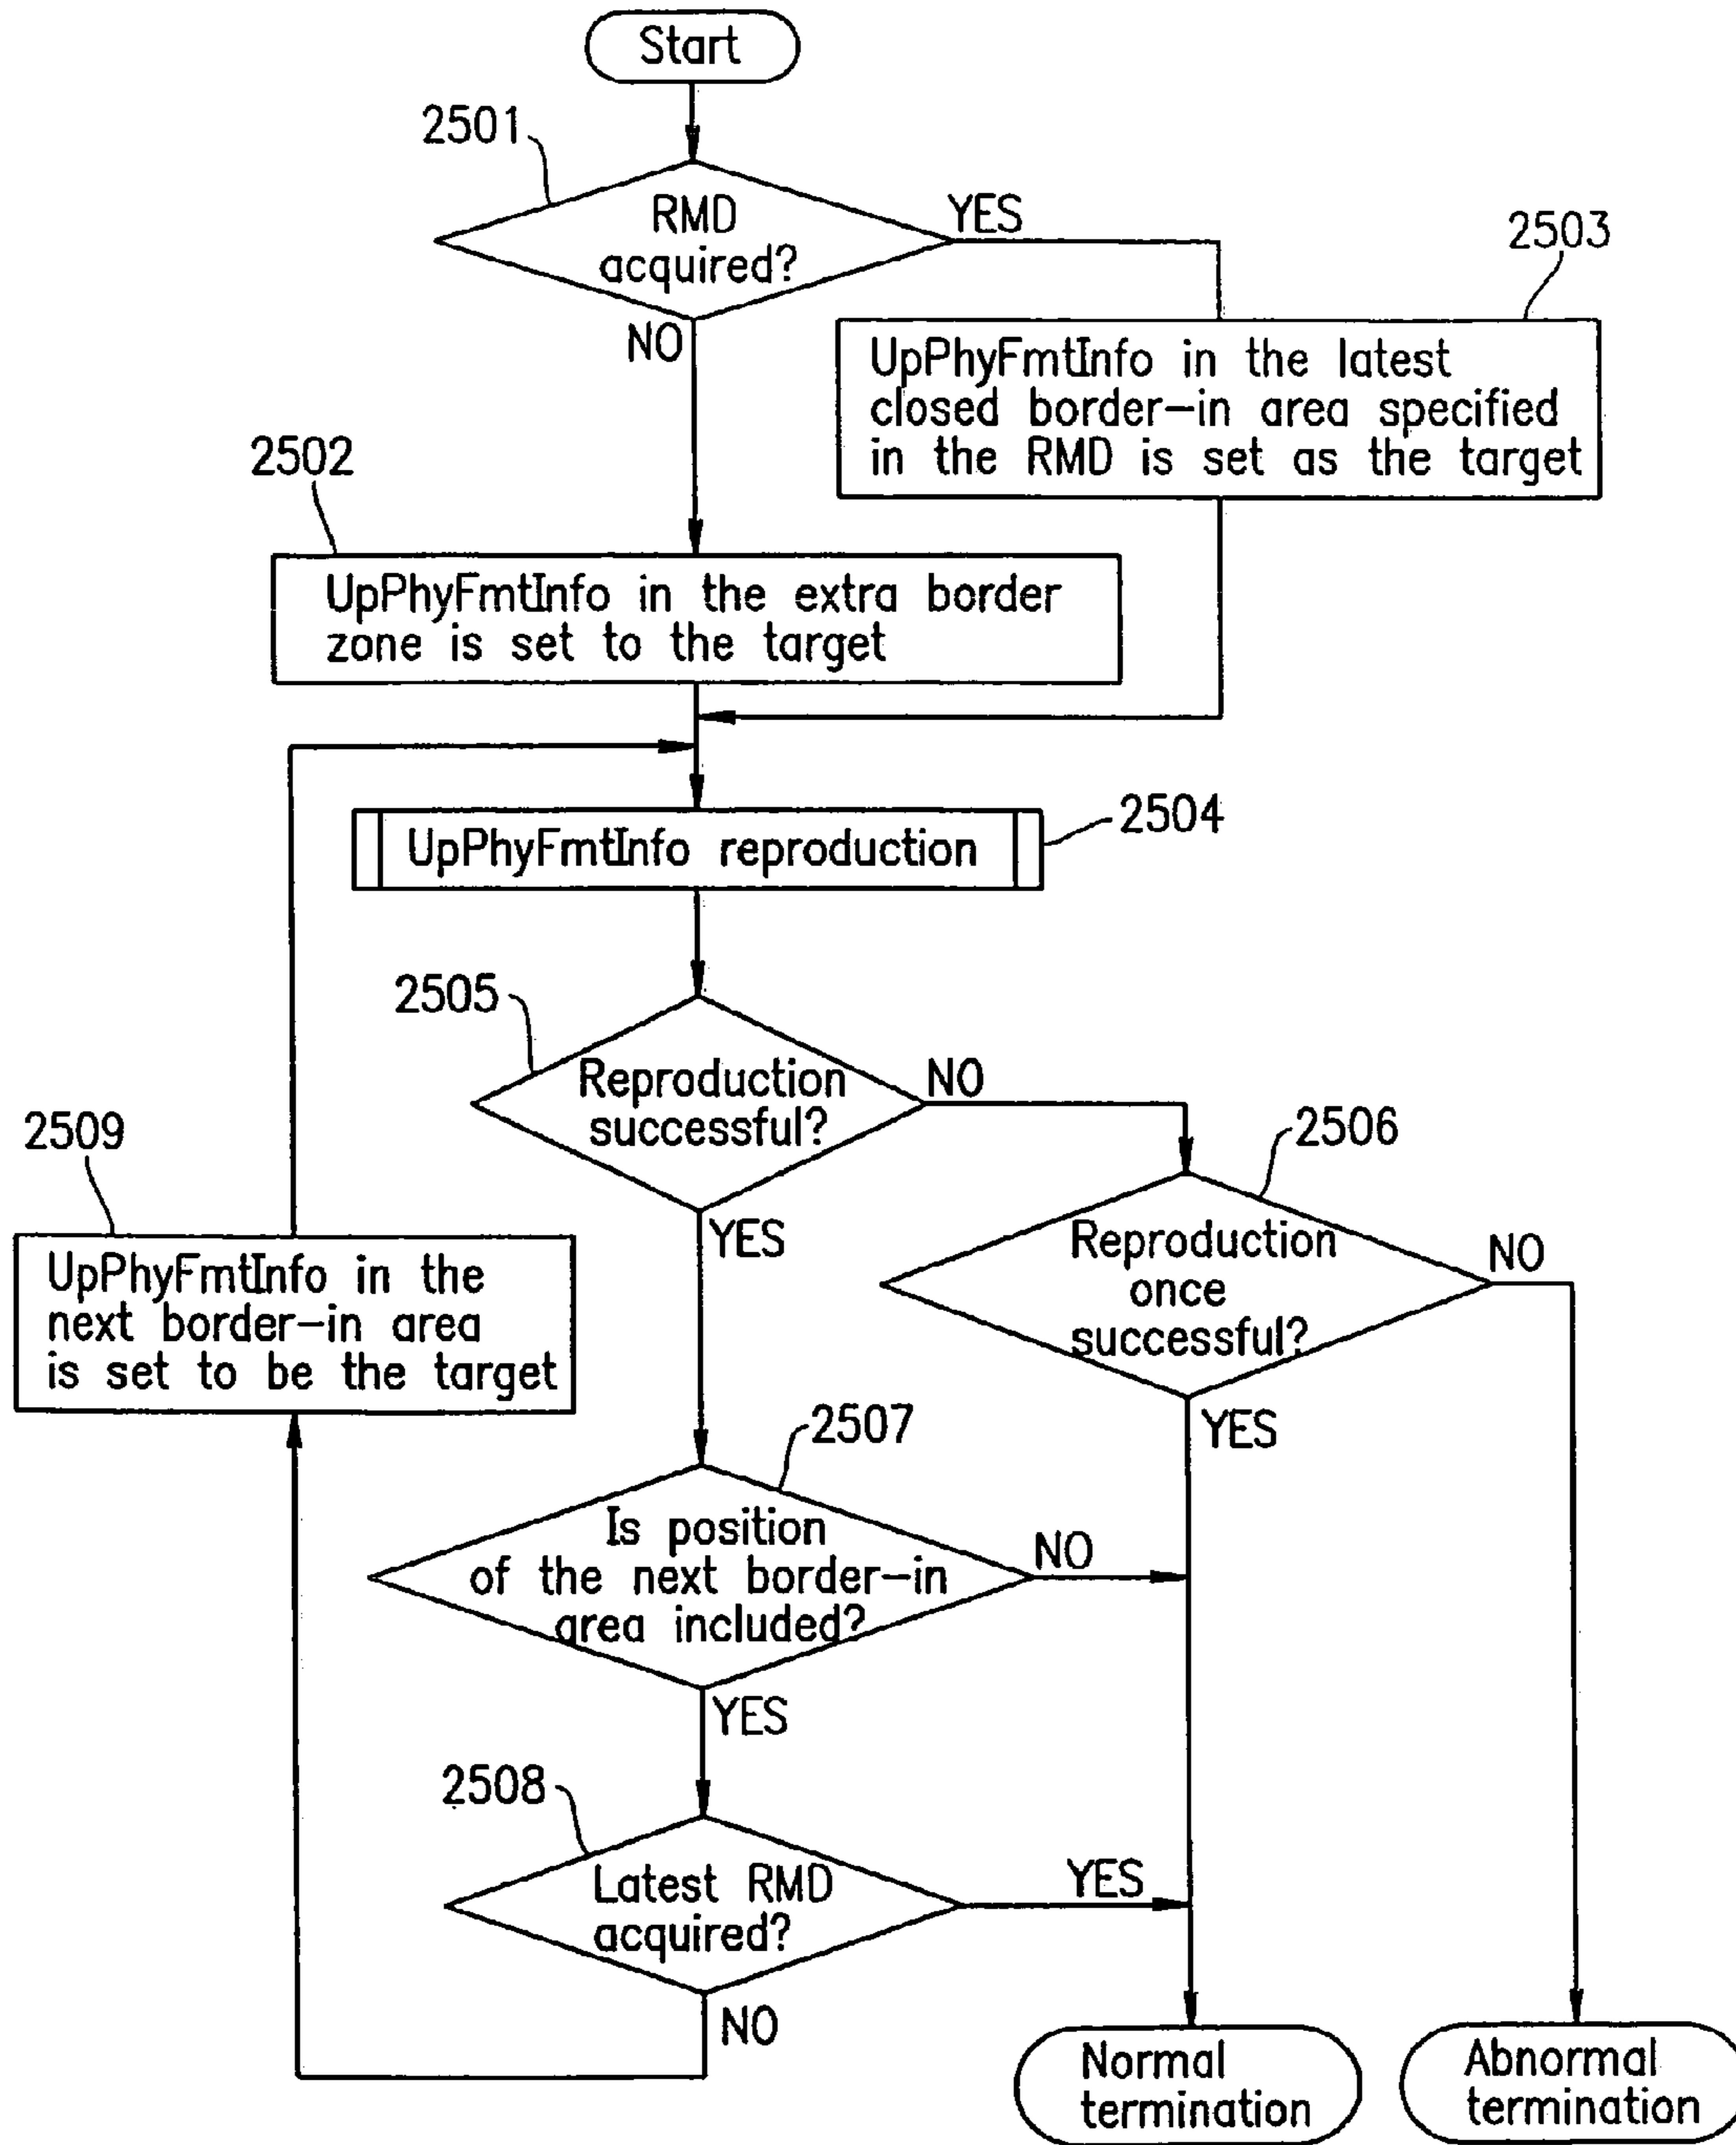 Start
2501
RMD
acquired?
YES
NO
2503
UpPhyFmtInfo in the latest
closed border-in area specified
in the RMD is set as the target
2502
UpPhyFmtInfo in the extra border
zone is set to the target
UpPhyFmtInfo reproduction
2504
2505
Reproduction
successful?
NO
YES
2509
UpPhyFmtInfo in the
next border-in area
is set to be the target
2506
Reproduction
once
successful?
NO
YES
2507
Is position
of the next border-in
area included?
NO
YES
2508
Latest RMD
acquired?
YES
NO
Normal
termination
Abnormal
termination